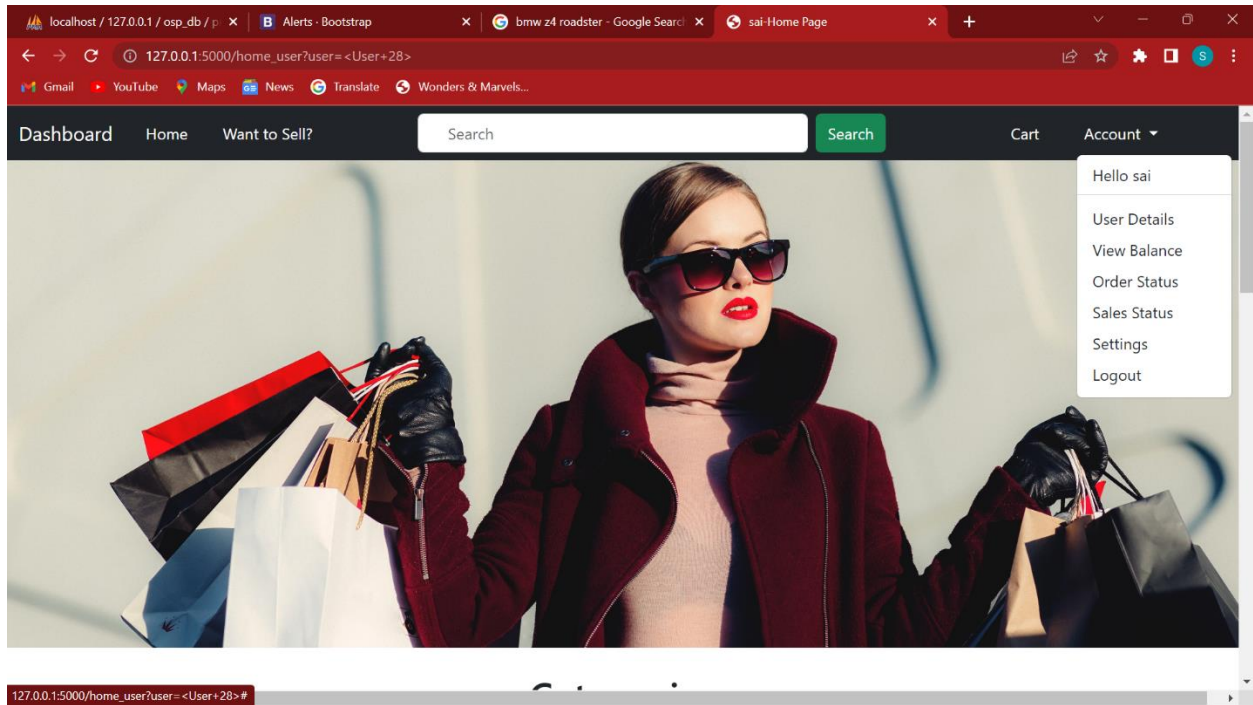 localhost / 127.0.0.1 / osp_db / p
B Alerts · Bootstrap
bmw z4 roadster - Google Search
sai-Home Page
127.0.0.1:5000/home_user?user=<User+28>
S
Gmail
YouTube
Maps
News
Translate
Wonders & Marvels...
Dashboard
Home
Want to Sell?
Search
Search
Cart
Account
Hello sai
User Details
View Balance
Order Status
Sales Status
Settings
Logout
127.0.0.1:5000/home_user?user=<User+28>#